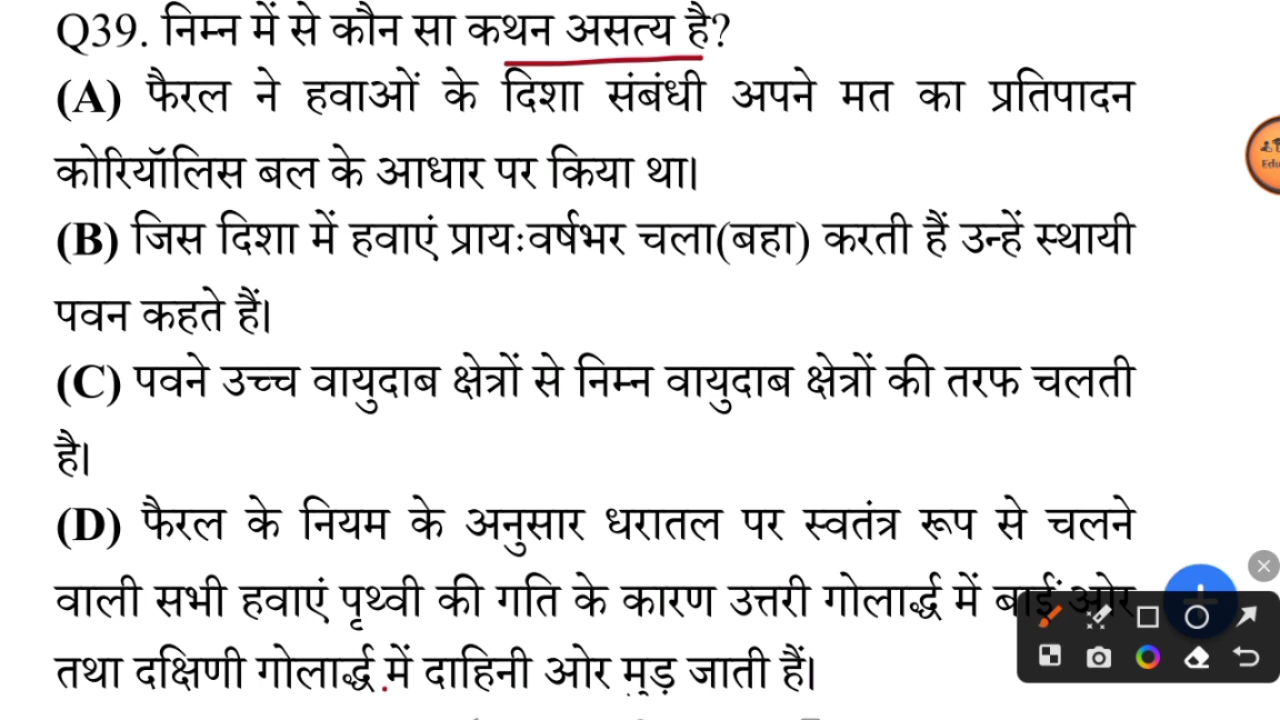 Q39. निम्न में से कौन सा कथन असत्य है?
(A) फैरल ने हवाओं के दिशा संबंधी अपने मत का प्रतिपादन
कोरियॉलिस बल के आधार पर किया था।
(B) जिस दिशा में हवाएं प्रायःवर्षभर चला(बहा) करती हैं उन्हें स्थायी
पवन कहते हैं।
(C) पवने उच्च वायुदाब क्षेत्रों से निम्न वायुदाब क्षेत्रों की तरफ चलती
है।
(D) फैरल के नियम के अनुसार धरातल पर स्वतंत्र रूप से चलने
वाली सभी हवाएं पृथ्वी की गति के कारण उत्तरी गोलार्द्ध में बाईं ओर
तथा दक्षिणी गोलार्द्ध में दाहिनी ओर मुड़ जाती हैं।